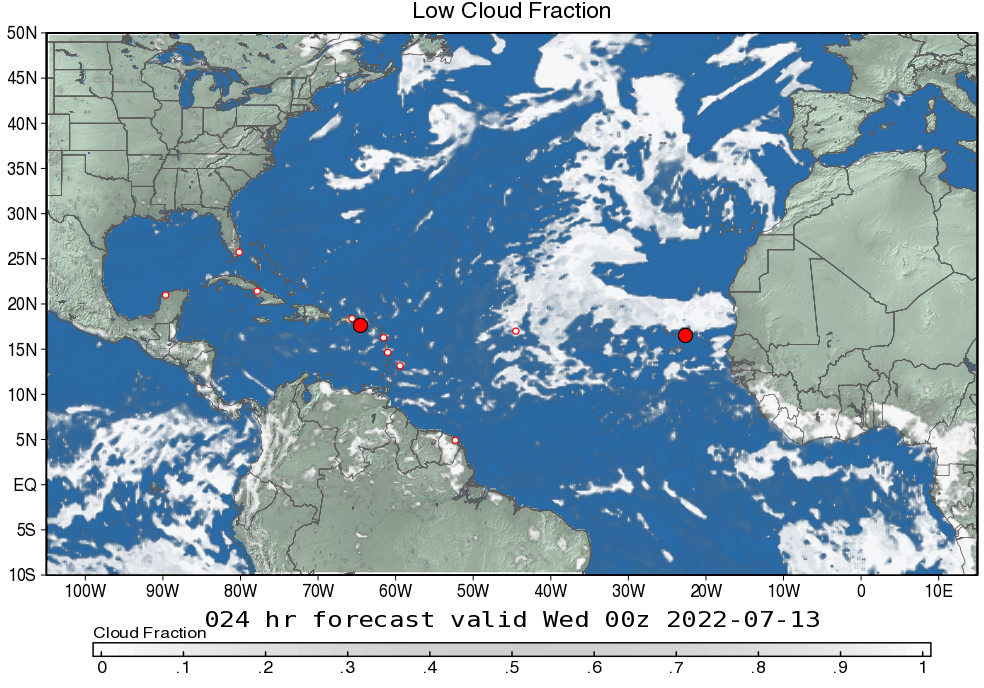 Low Cloud Fraction
50N
45N
40N
35N
30N
25N
20N
15N
10N
5N
EQ
5S
10S
100W 90W 80W 70W 60W 50W 40W 30W 20W 10W 0 10E
024 hr forecast valid Wed 00z 2022-07-13
Cloud Fraction
0 .1 .2 .3 .4 .5 .6 .7 .8 .9 1